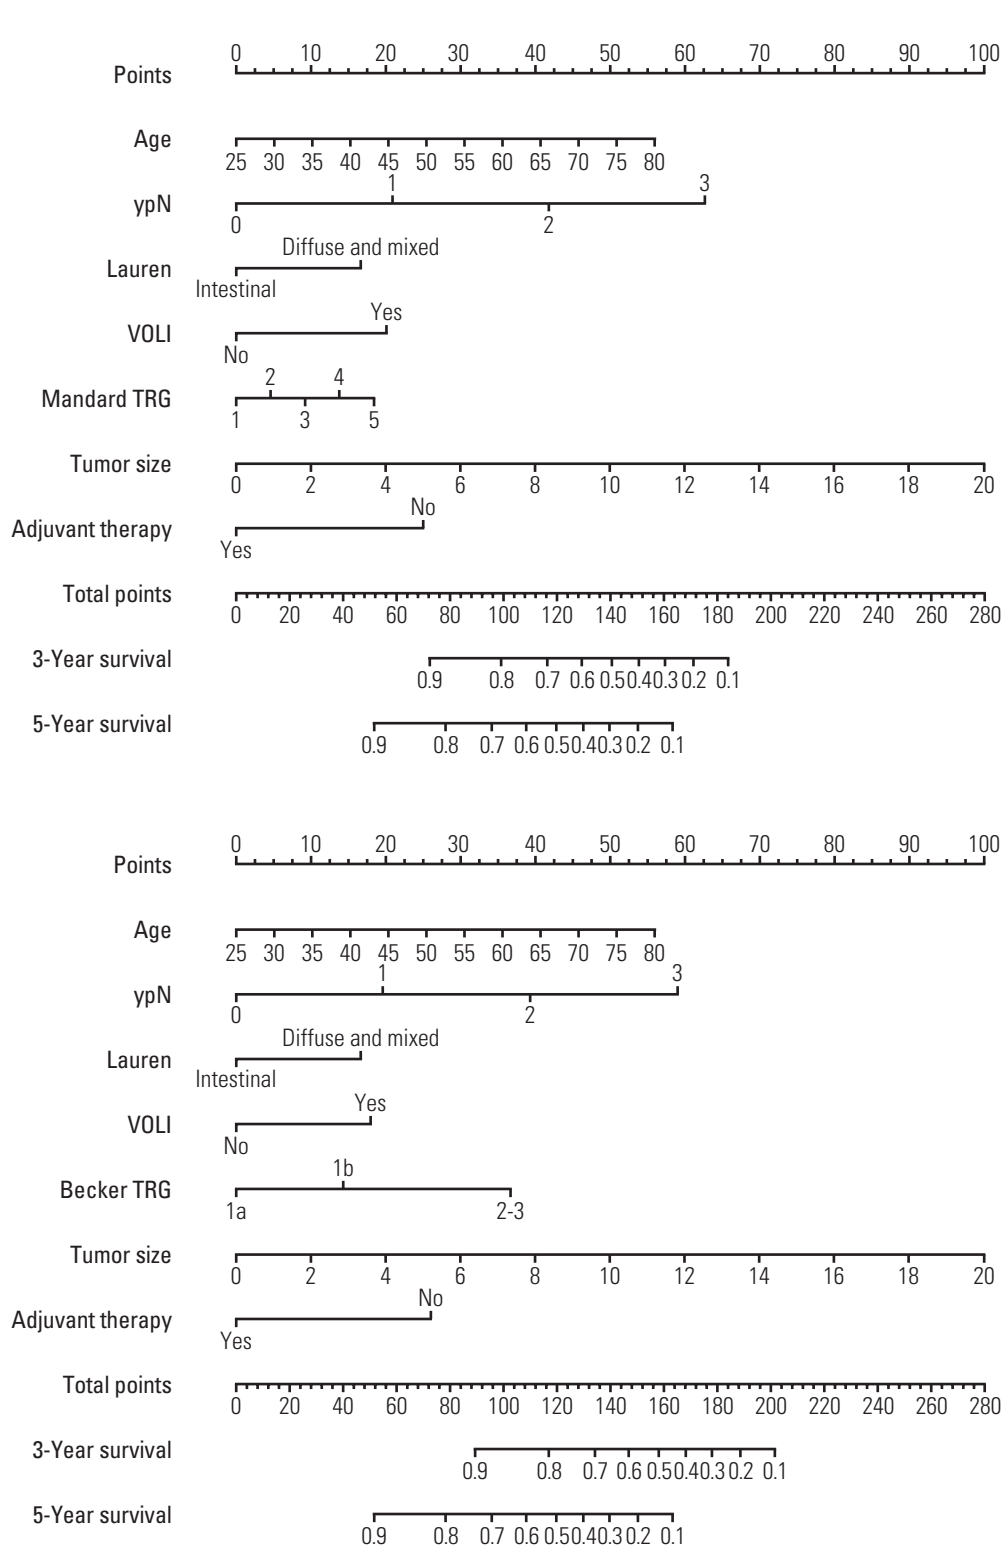 0 10 20 30 40 50 60 70 80 90 100
Points
Age
25 30 35 40 45 50 55 60 65 70 75 80
1 3
ypN
0 2
Diffuse and mixed
Lauren
Intestinal
Yes
VOLI
No
2 4
Mandard TRG
1 3 5
Tumor size
0 2 4 6 8 10 12 14 16 18 20
No
Adjuvant therapy
Yes
Total points
0 20 40 60 80 100 120 140 160 180 200 220 240 260 280
3-Year survival
0.9 0.8 0.7 0.6 0.5 0.4 0.3 0.2 0.1
5-Year survival
0.9 0.8 0.7 0.6 0.5 0.4 0.3 0.2 0.1
0 10 20 30 40 50 60 70 80 90 100
Points
Age
25 30 35 40 45 50 55 60 65 70 75 80
1 3
ypN
0 2
Diffuse and mixed
Lauren
Intestinal
Yes
VOLI
No
1b
Becker TRG
1a 2-3
Tumor size
0 2 4 6 8 10 12 14 16 18 20
No
Adjuvant therapy
Yes
Total points
0 20 40 60 80 100 120 140 160 180 200 220 240 260 280
3-Year survival
0.9 0.8 0.7 0.6 0.5 0.4 0.3 0.2 0.1
5-Year survival
0.9 0.8 0.7 0.6 0.5 0.4 0.3 0.2 0.1